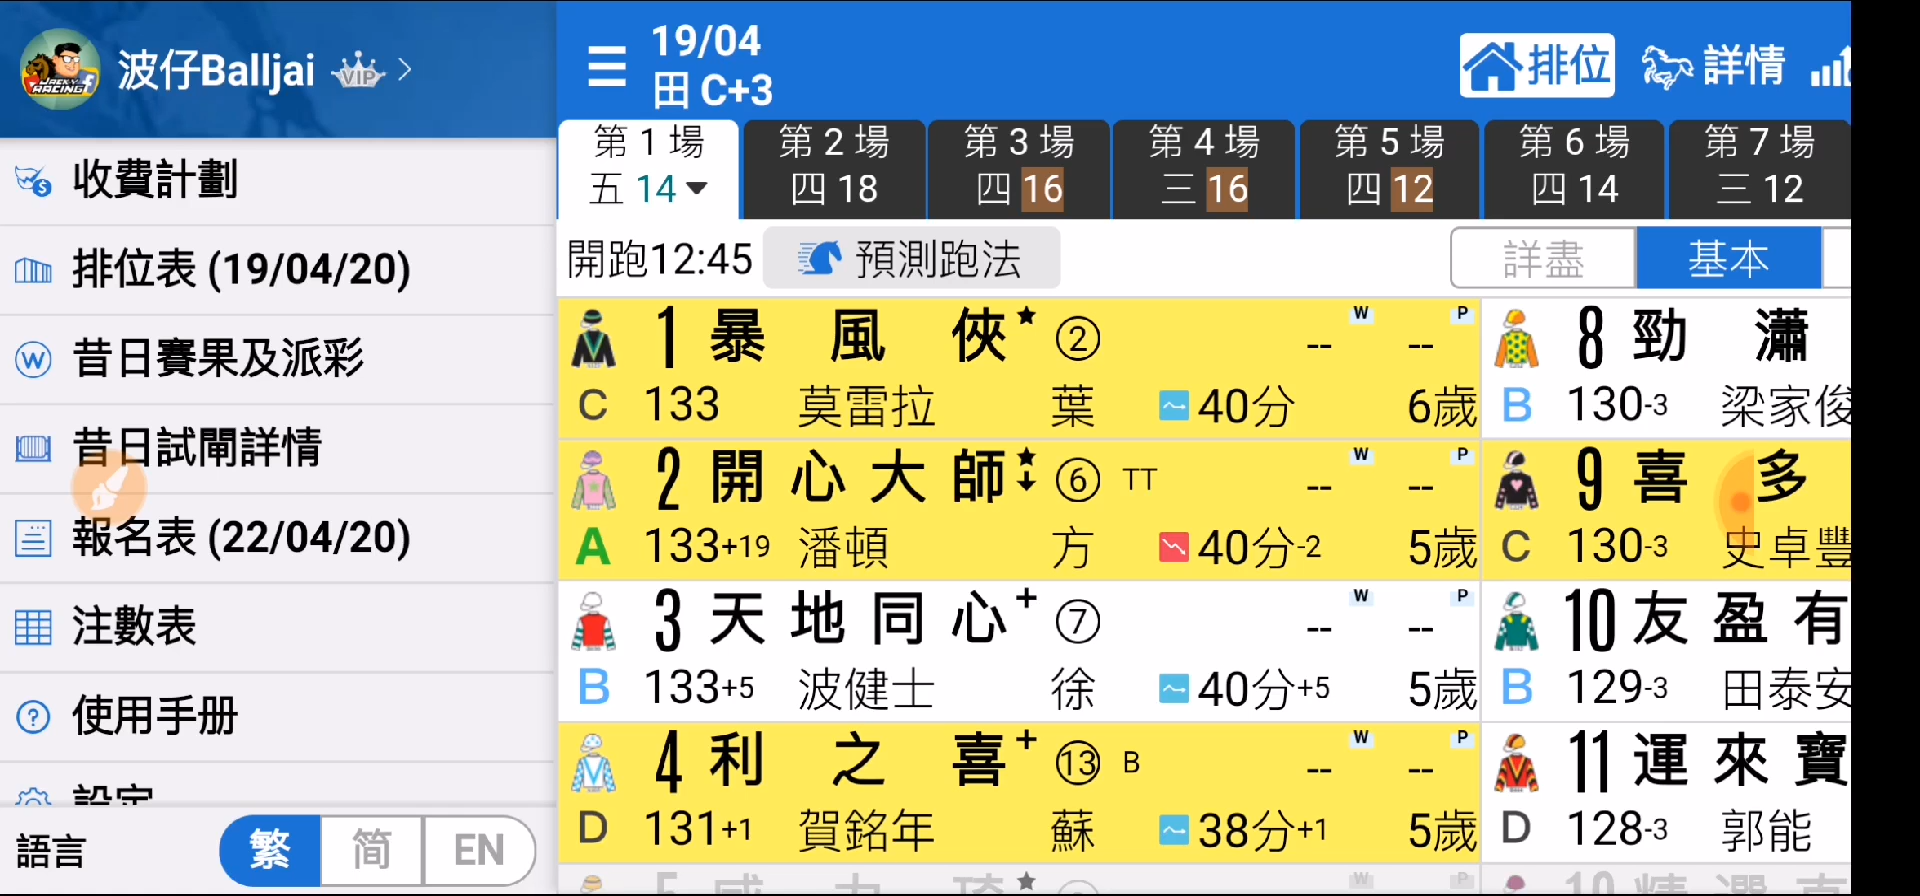 波仔Balljai VIP
收費計劃
排位表 (19/04/20)
昔日賽果及派彩
昔日試閘詳情
報名表 (22/04/20)
注數表
使用手册
設定
語言 繁 简 EN
19/04
田 C+3
排位 詳情
第 1 場 第 2 場 第 3 場 第 4 場 第 5 場 第 6 場 第 7 場
五 14 四 18 四 16 三 16 四 12 四 14 三 12
開跑12:45 預測跑法 詳盡 基本
1 暴風俠★ ② W P
-- --
C 133 莫雷拉 葉 40分 6歲
2 開心大師★ ⑥ TT W P
-- --
A 133+19 潘頓 方 40分-2 5歲
3 天地同心+ ⑦ W P
-- --
B 133+5 波健士 徐 40分+5 5歲
4 利之喜+ ⑬ B W P
-- --
D 131+1 賀銘年 蘇 38分+1 5歲
8 勁瀟
B 130-3 梁家俊
9 喜多
C 130-3 史卓豐
10 友盈有
B 129-3 田泰安
11 運來寶
D 128-3 郭能